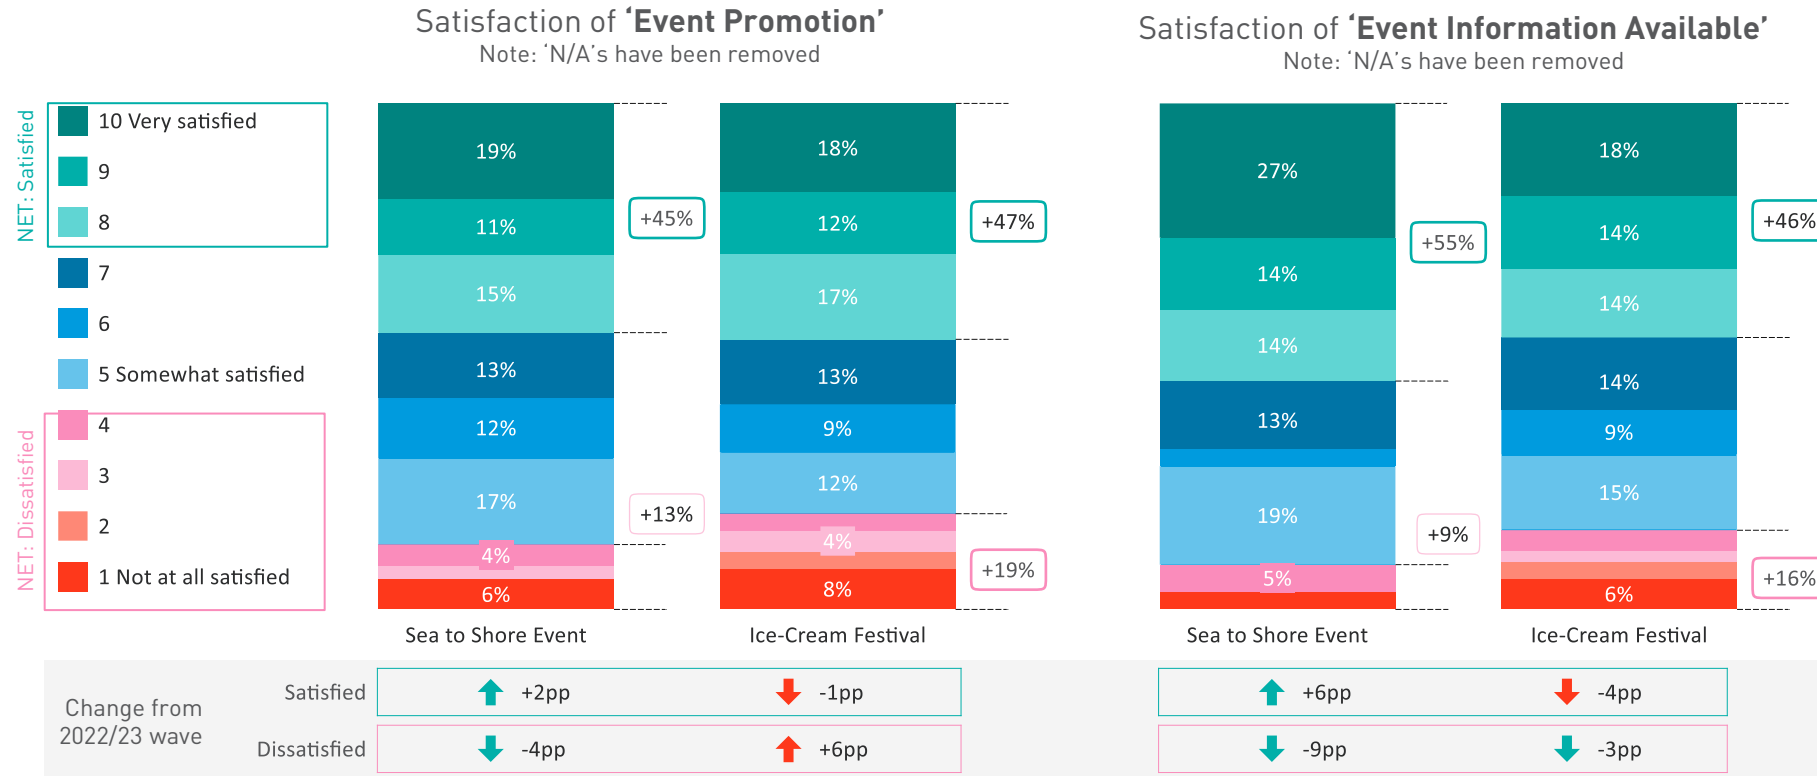 Satisfaction of ‘Event Promotion’
Note: ‘N/A’s have been removed
Satisfaction of ‘Event Information Available’
Note: ‘N/A’s have been removed
NET: Satisfied
10 Very satisfied
9
8
7
6
5 Somewhat satisfied
NET: Dissatisfied
4
3
2
1 Not at all satisfied
19%
11%
15%
13%
12%
17%
4%
6%
+45%
+13%
Sea to Shore Event
18%
12%
17%
13%
9%
12%
4%
8%
+47%
+19%
Ice-Cream Festival
27%
14%
14%
13%
19%
5%
+55%
+9%
Sea to Shore Event
18%
14%
14%
14%
9%
15%
6%
+46%
+16%
Ice-Cream Festival
Change from
2022/23 wave
Satisfied
+2pp
-1pp
+6pp
-4pp
Dissatisfied
-4pp
+6pp
-9pp
-3pp